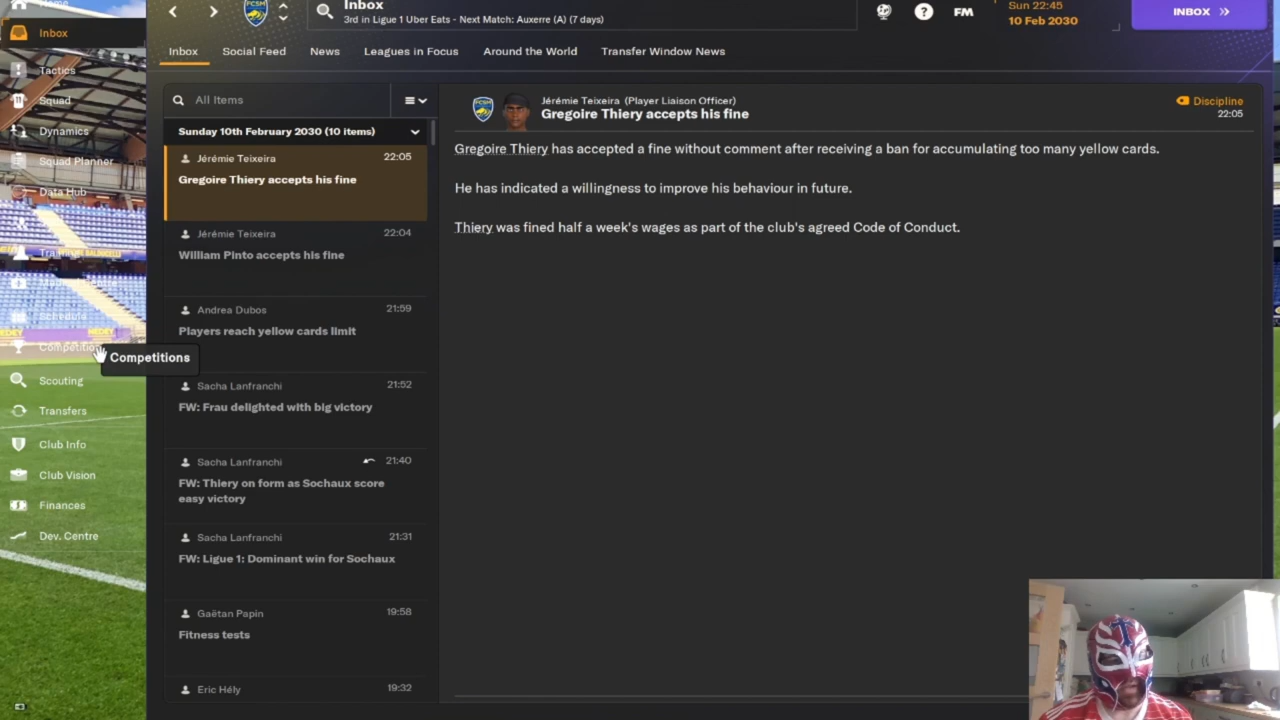 Home
Inbox
Tactics
Squad
Dynamics
Squad Planner
Data Hub
Training
Schedule
Competitions
Competitions
Scouting
Transfers
Club Info
Club Vision
Finances
Dev. Centre
FCSM
Inbox
3rd in Ligue 1 Uber Eats - Next Match: Auxerre (A) (7 days)
?
FM
Sun 22:45
10 Feb 2030
INBOX
Inbox
Social Feed
News
Leagues in Focus
Around the World
Transfer Window News
All Items
Sunday 10th February 2030 (10 items)
Jérémie Teixeira 22:05
Gregoire Thiery accepts his fine
Jérémie Teixeira 22:04
William Pinto accepts his fine
Andrea Dubos 21:59
Players reach yellow cards limit
Sacha Lanfranchi 21:52
FW: Frau delighted with big victory
Sacha Lanfranchi 21:40
FW: Thiery on form as Sochaux score
easy victory
Sacha Lanfranchi 21:31
FW: Ligue 1: Dominant win for Sochaux
Gaëtan Papin 19:58
Fitness tests
Eric Hély 19:32
FCSM
Jérémie Teixeira (Player Liaison Officer)
Gregoire Thiery accepts his fine
Discipline
22:05
Gregoire Thiery has accepted a fine without comment after receiving a ban for accumulating too many yellow cards.
He has indicated a willingness to improve his behaviour in future.
Thiery was fined half a week's wages as part of the club's agreed Code of Conduct.